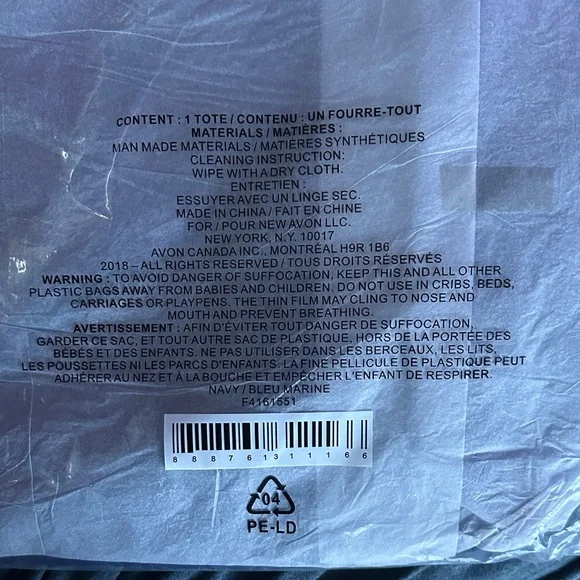 CONTENT : 1 TOTE / CONTENU : UN FOURRE-TOUT
MATERIALS / MATIÈRES :
MAN MADE MATERIALS / MATIÈRES SYNTHÉTIQUES
CLEANING INSTRUCTION:
WIPE WITH A DRY CLOTH.
ENTRETIEN :
ESSUYER AVEC UN LINGE SEC.
MADE IN CHINA / FAIT EN CHINE
FOR / POUR NEW AVON LLC.
NEW YORK, N.Y. 10017
AVON CANADA INC., MONTRÉAL H9R 1B6
2018 – ALL RIGHTS RESERVED / TOUS DROITS RÉSERVÉS
WARNING : TO AVOID DANGER OF SUFFOCATION, KEEP THIS AND ALL OTHER
PLASTIC BAGS AWAY FROM BABIES AND CHILDREN. DO NOT USE IN CRIBS, BEDS,
CARRIAGES OR PLAYPENS. THE THIN FILM MAY CLING TO NOSE AND
MOUTH AND PREVENT BREATHING.
AVERTISSEMENT : AFIN D'ÉVITER TOUT DANGER DE SUFFOCATION,
GARDER CE SAC, ET TOUT AUTRE SAC DE PLASTIQUE, HORS DE LA PORTÉE DES
BÉBÉS ET DES ENFANTS. NE PAS UTILISER DANS LES BERCEAUX, LES LITS,
LES POUSSETTES NI LES PARCS D'ENFANTS. LA FINE PELLICULE DE PLASTIQUE PEUT
ADHÉRER AU NEZ ET À LA BOUCHE ET EMPÊCHER L'ENFANT DE RESPIRER.
NAVY / BLEU MARINE
F4161551
888761311166
04
PE-LD